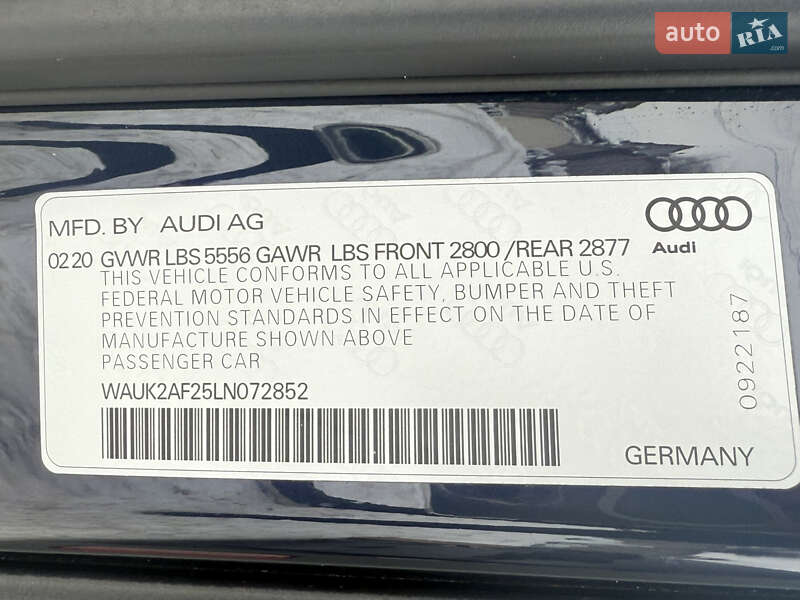 auto RIA
.com
MFD. BY AUDI AG
Audi
0220 GVWR LBS 5556 GAWR LBS FRONT 2800 /REAR 2877
THIS VEHICLE CONFORMS TO ALL APPLICABLE U.S.
FEDERAL MOTOR VEHICLE SAFETY, BUMPER AND THEFT
PREVENTION STANDARDS IN EFFECT ON THE DATE OF
MANUFACTURE SHOWN ABOVE
PASSENGER CAR
WAUK2AF25LN072852
0922187
GERMANY